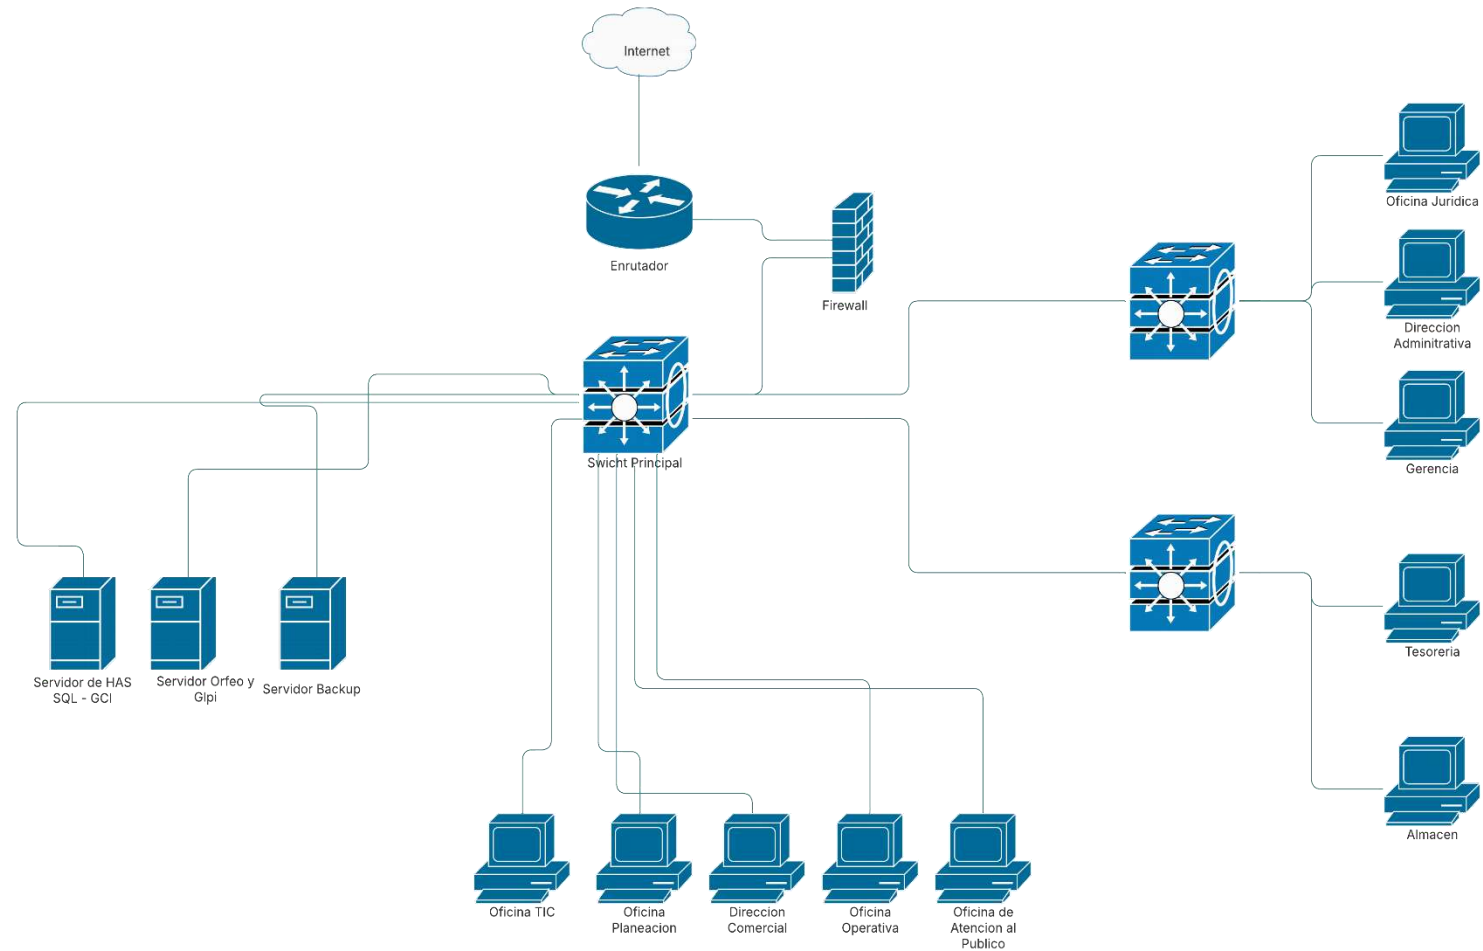 Internet
Enrutador
Firewall
Swicht Principal
Oficina Juridica
Direccion
Adminitrativa
Gerencia
Tesoreria
Almacen
Servidor de HAS
SQL - GCI
Servidor Orfeo y
Glpi
Servidor Backup
Oficina TIC
Oficina
Planeacion
Direccion
Comercial
Oficina
Operativa
Oficina de
Atencion al
Publico